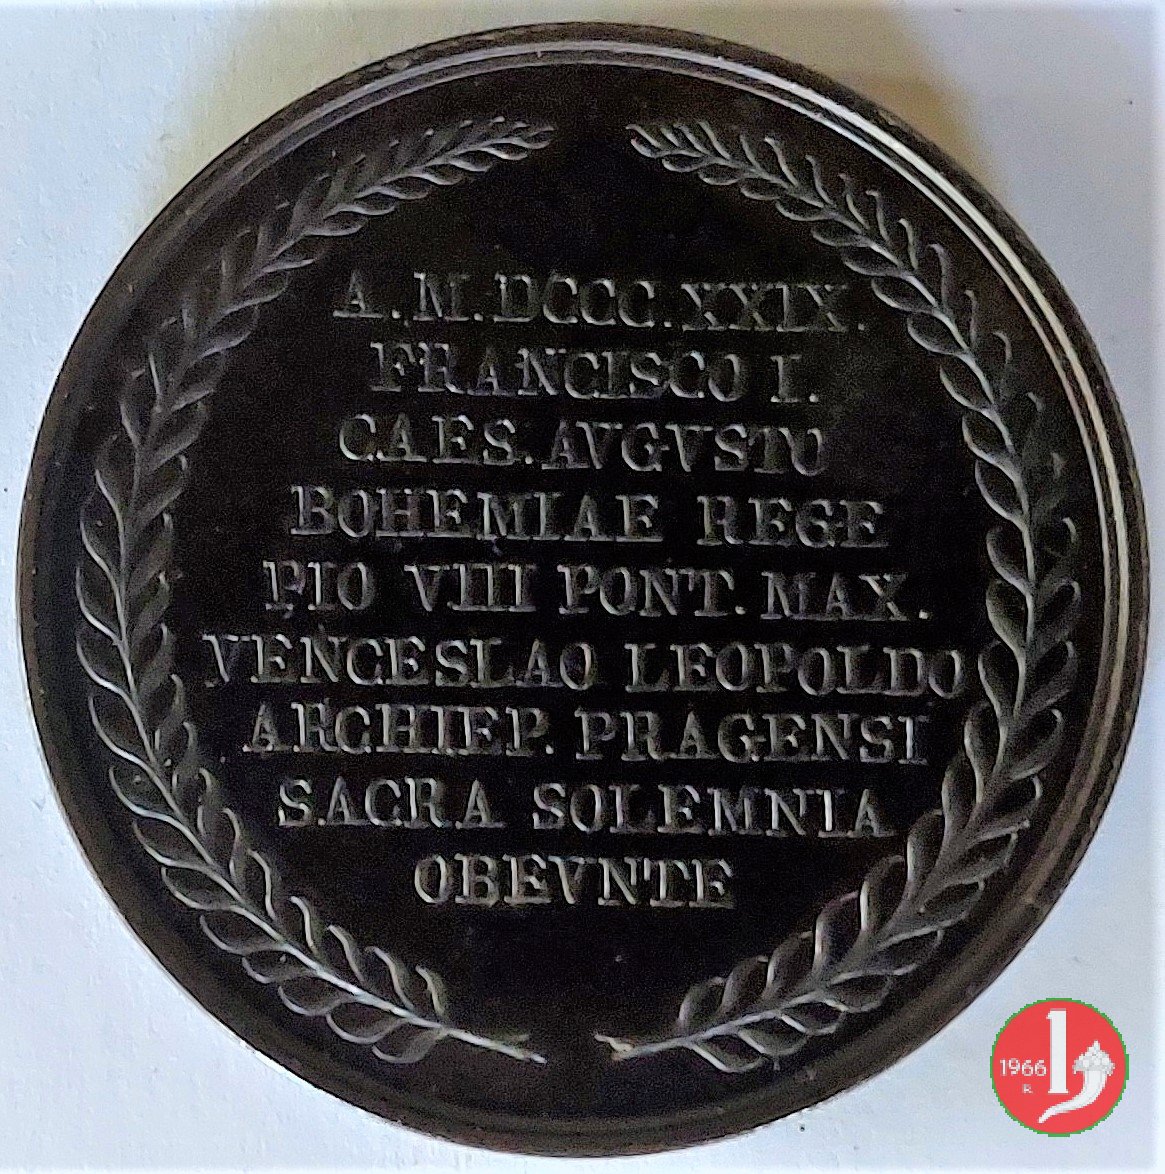 A.M.DCCC.XXIX.
FRANCISCO I.
CAES.AVGVSTO
BOHEMIAE REGE
PIO VIII PONT. MAX.
VENCESLAO LEOPOLDO
ARCHIEP. PRAGENSI
SACRA SOLEMNIA
OBEVNTE
1966
R